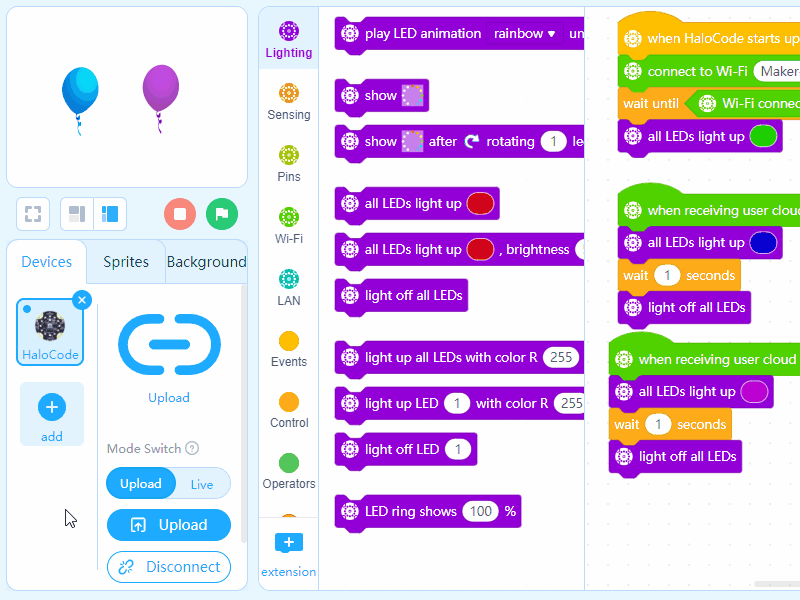 Devices
Sprites
Background
HaloCode
add
Upload
Mode Switch ?
Upload Live
Upload
Disconnect
Lighting
Sensing
Pins
Wi-Fi
LAN
Events
Control
Operators
extension
play LED animation rainbow un
show
show after rotating 1 le
all LEDs light up
all LEDs light up , brightness
light off all LEDs
light up all LEDs with color R 255
light up LED 1 with color R 255
light off LED 1
LED ring shows 100 %
when HaloCode starts up
connect to Wi-Fi Maker
wait until Wi-Fi connec
all LEDs light up
when receiving user clou
all LEDs light up
wait 1 seconds
light off all LEDs
when receiving user cloud
all LEDs light up
wait 1 seconds
light off all LEDs